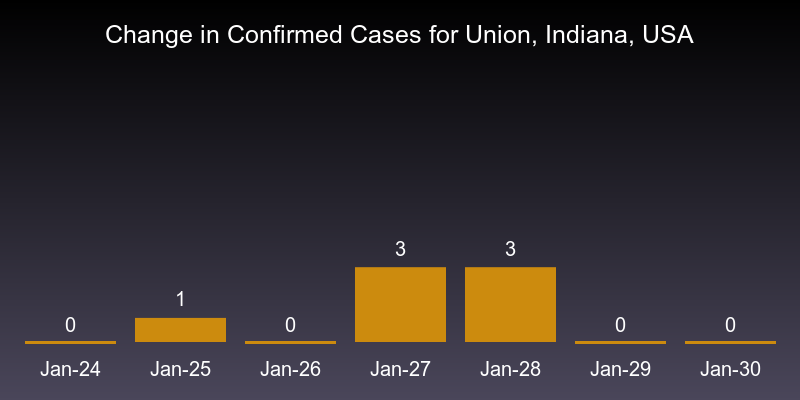 Change in Confirmed Cases for Union, Indiana, USA
3 3
1
0 0 0 0
Jan-24 Jan-25 Jan-26 Jan-27 Jan-28 Jan-29 Jan-30